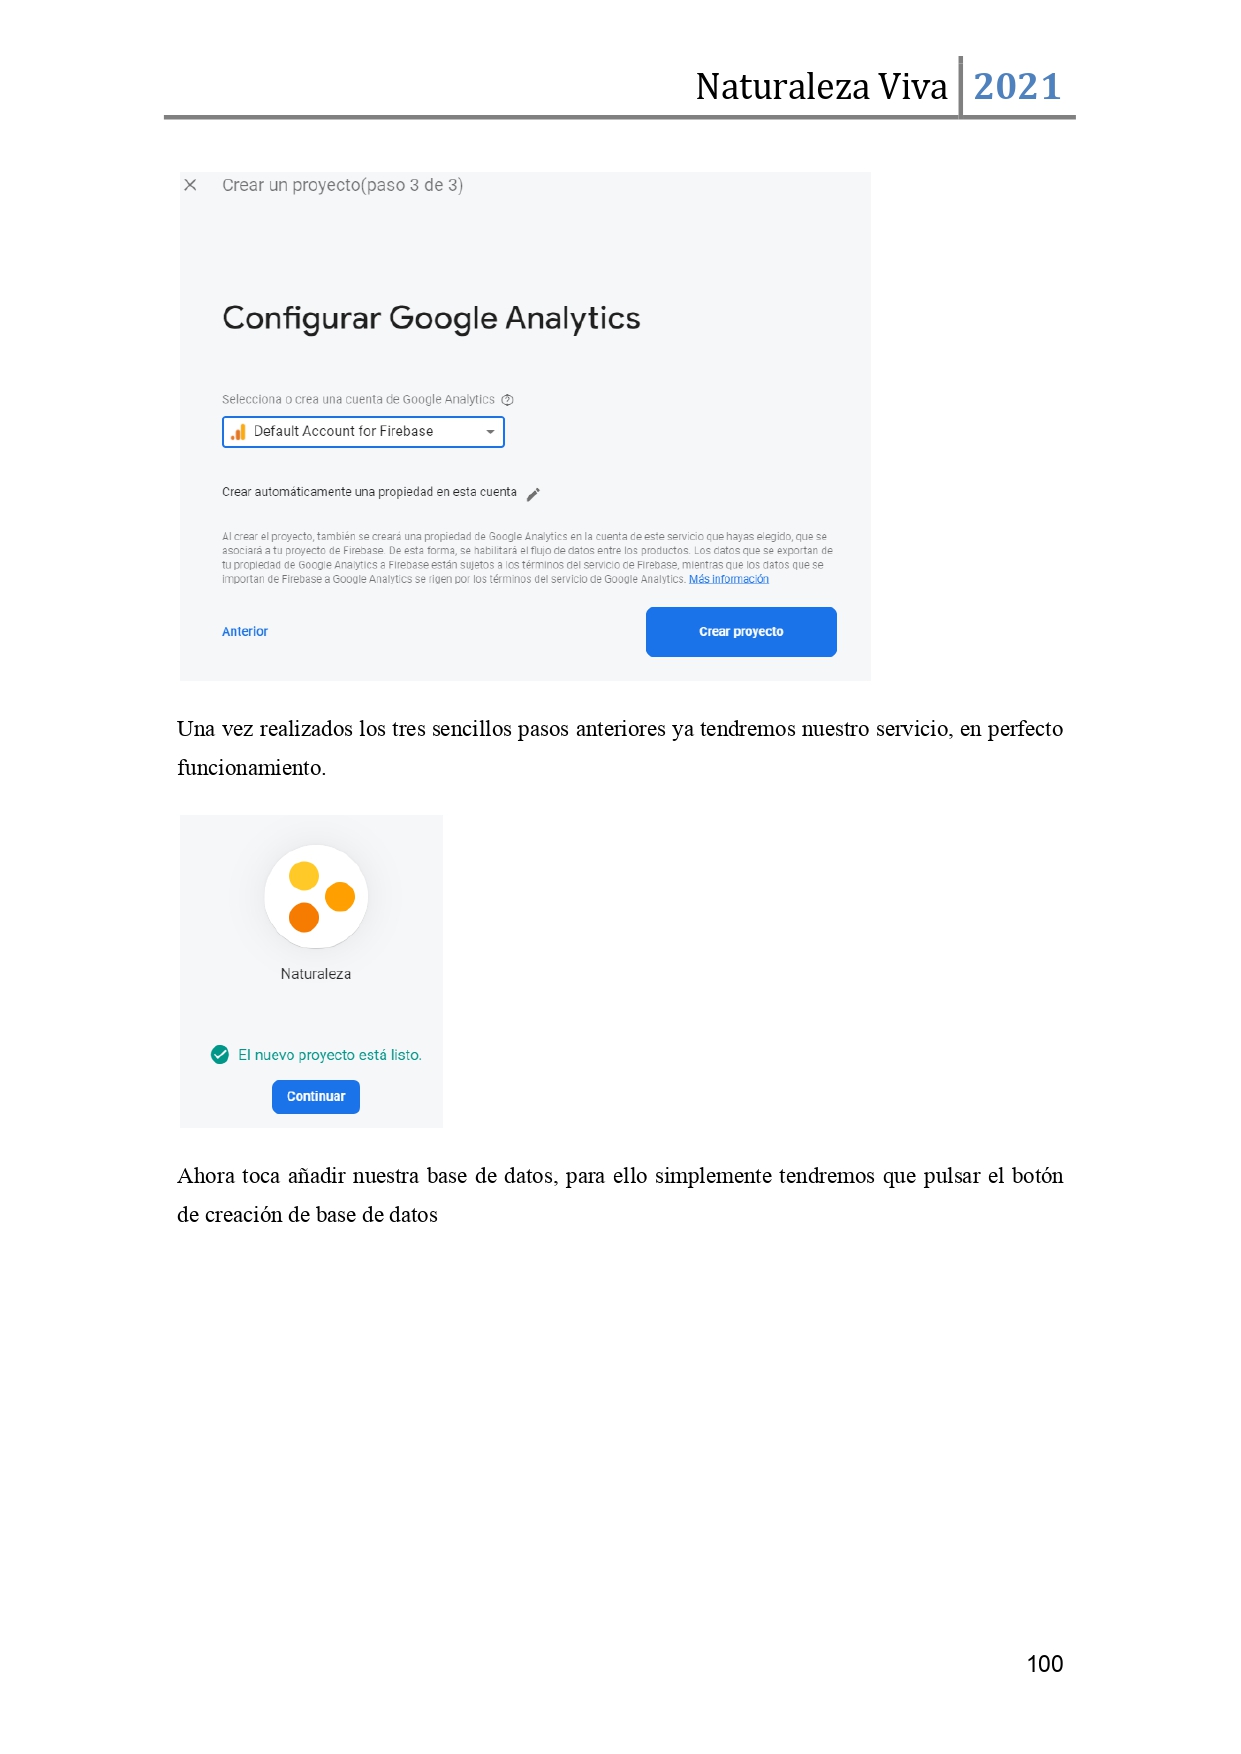 Naturaleza Viva 2021
Crear un proyecto(paso 3 de 3)
Configurar Google Analytics
Selecciona o crea una cuenta de Google Analytics
Default Account for Firebase
Crear automáticamente una propiedad en esta cuenta
Al crear el proyecto, también se creará una propiedad de Google Analytics en la cuenta de este servicio que hayas elegido, que se
asociará a tu proyecto de Firebase. De esta forma, se habilitará el flujo de datos entre los productos. Los datos que se exportan de
tu propiedad de Google Analytics a Firebase están sujetos a los términos del servicio de Firebase, mientras que los datos que se
importan de Firebase a Google Analytics se rigen por los términos del servicio de Google Analytics. Más información
Anterior
Crear proyecto
Una vez realizados los tres sencillos pasos anteriores ya tendremos nuestro servicio, en perfecto
funcionamiento.
Naturaleza
El nuevo proyecto está listo.
Continuar
Ahora toca añadir nuestra base de datos, para ello simplemente tendremos que pulsar el botón
de creación de base de datos
100